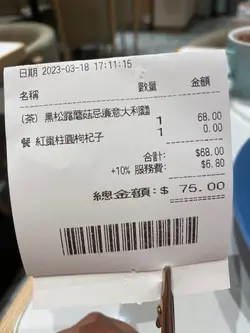 日期 2023-03-18 17:11:15
名稱 數量 金額
(茶) 黑松露蘑菇忌廉意大利麵 1 68.00
餐 紅棗柱圓枸杞子 1 0.00
合計: $68.00
+10% 服務費: $6.80
總金額: $ 75.00